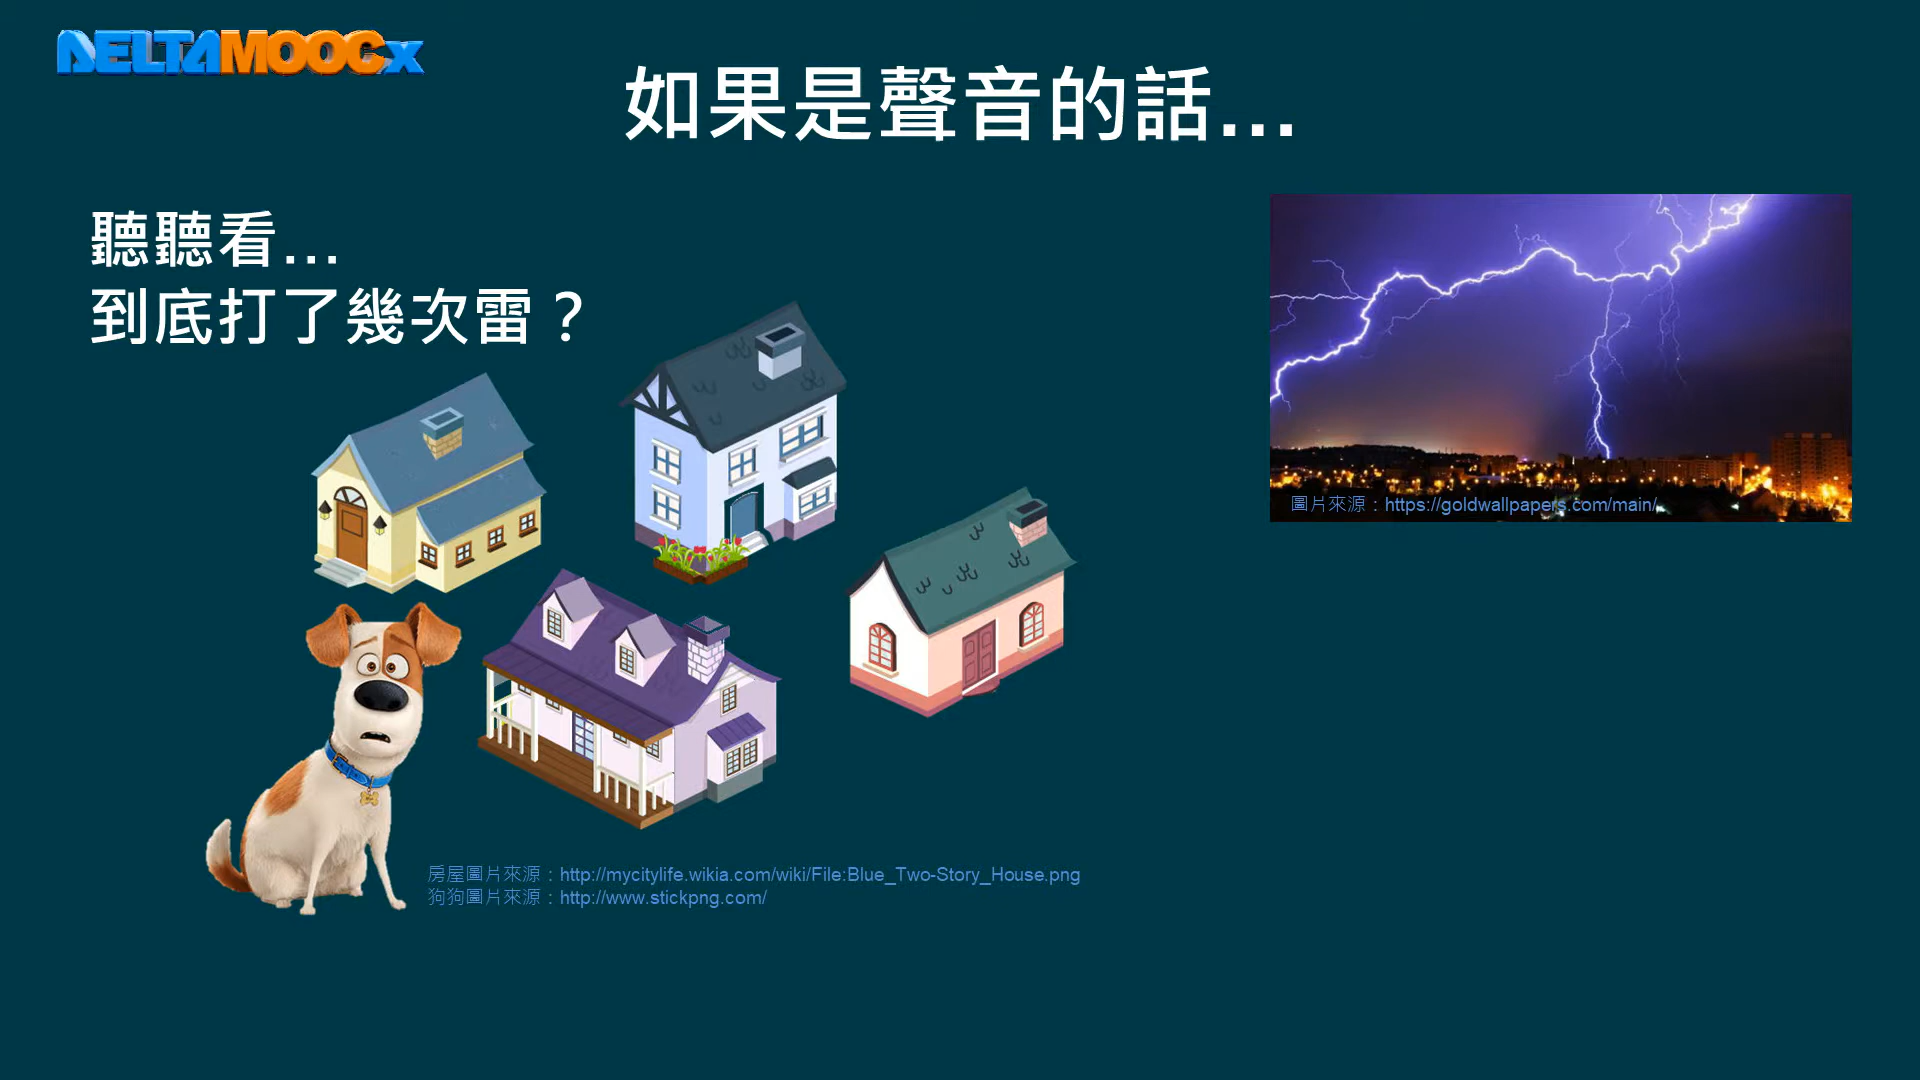 DELTAMOOCx
如果是聲音的話...
聽聽看...
到底打了幾次雷？
圖片來源：https://goldwallpapers.com/main/
房屋圖片來源：http://mycitylife.wikia.com/wiki/File:Blue_Two-Story_House.png
狗狗圖片來源：http://www.stickpng.com/